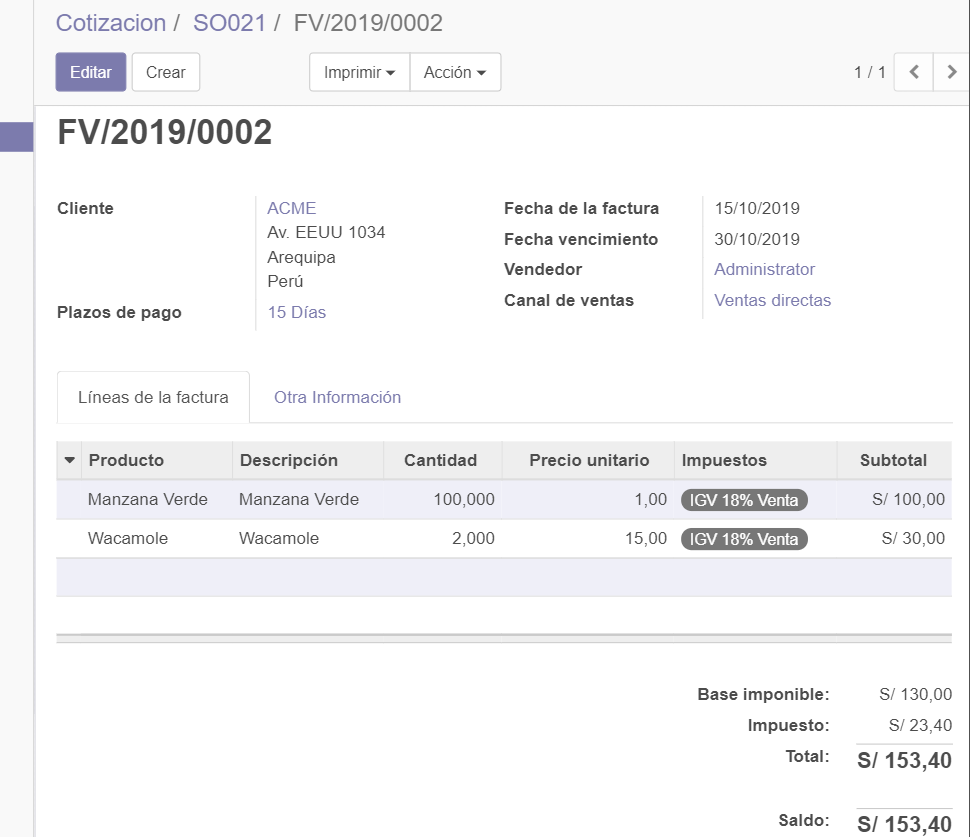 Cotizacion / SO021 / FV/2019/0002
Editar Crear Imprimir Acción 1 / 1
FV/2019/0002
Cliente ACME Fecha de la factura 15/10/2019
Av. EEUU 1034 Fecha vencimiento 30/10/2019
Arequipa Vendedor Administrator
Perú Canal de ventas Ventas directas
Plazos de pago 15 Días
Líneas de la factura Otra Información
Producto Descripción Cantidad Precio unitario Impuestos Subtotal
Manzana Verde Manzana Verde 100,000 1,00 IGV 18% Venta S/ 100,00
Wacamole Wacamole 2,000 15,00 IGV 18% Venta S/ 30,00
Base imponible: S/ 130,00
Impuesto: S/ 23,40
Total: S/ 153,40
Saldo: S/ 153,40